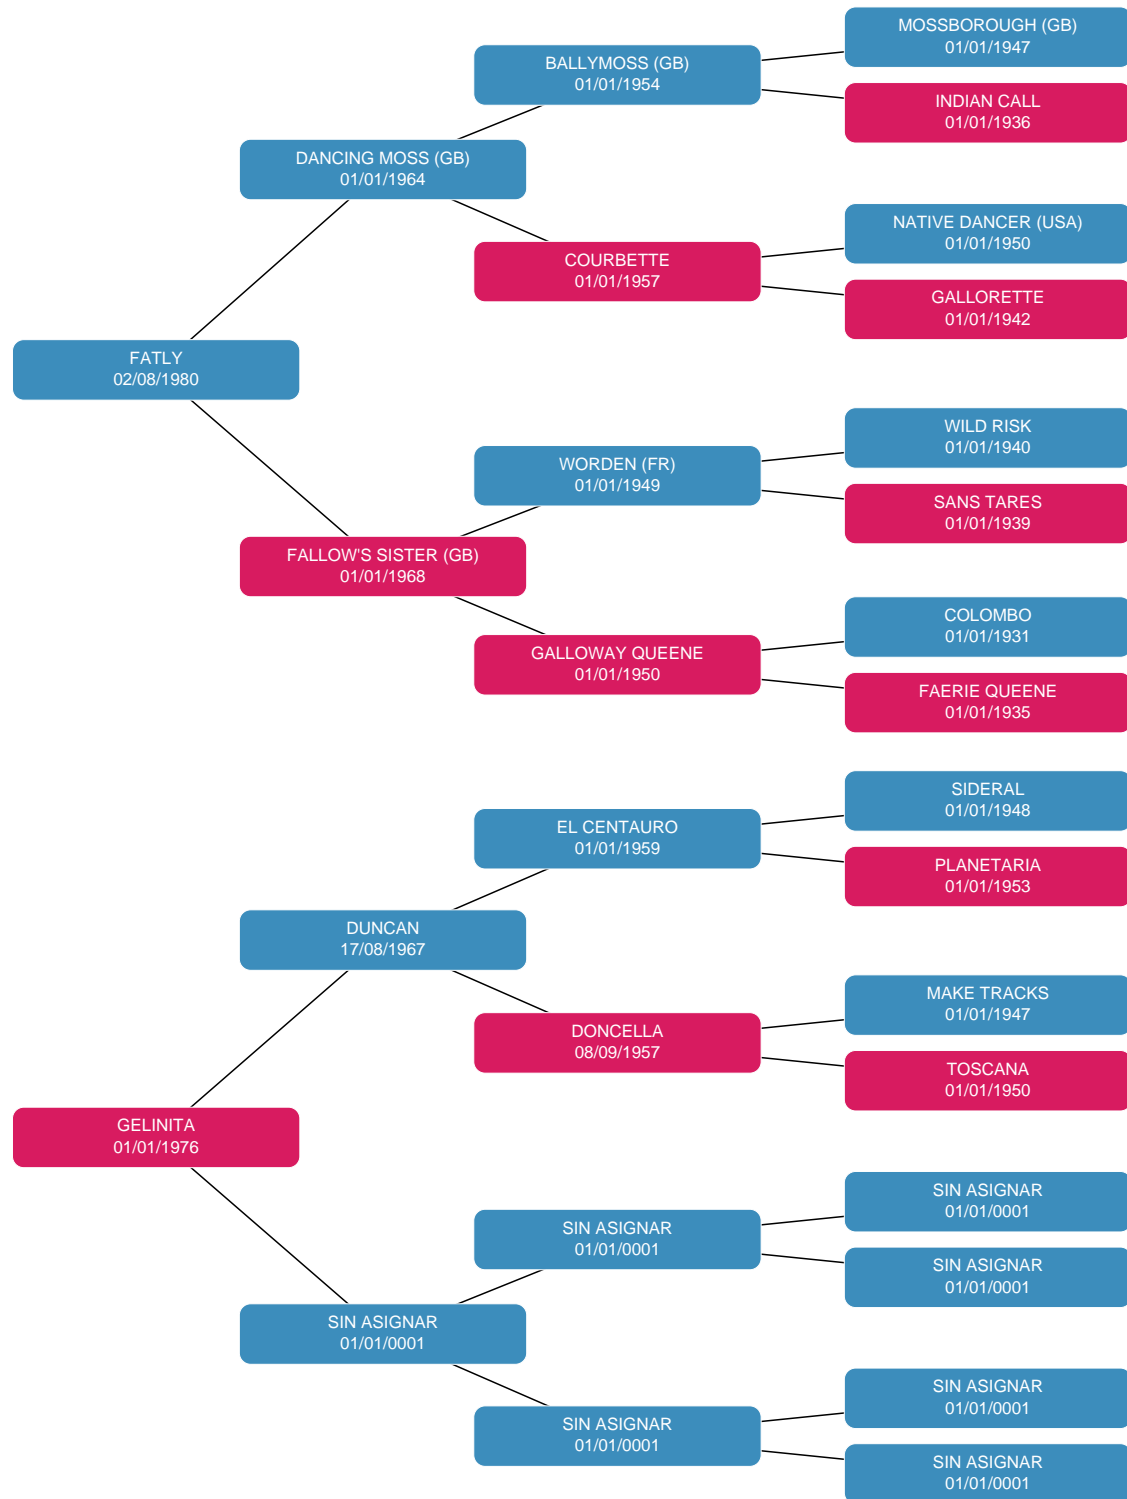 MOSSBOROUGH (GB)
01/01/1947
BALLYMOSS (GB)
01/01/1954
INDIAN CALL
01/01/1936
DANCING MOSS (GB)
01/01/1964
NATIVE DANCER (USA)
01/01/1950
COURBETTE
01/01/1957
GALLORETTE
01/01/1942
FATLY
02/08/1980
WILD RISK
01/01/1940
WORDEN (FR)
01/01/1949
SANS TARES
01/01/1939
FALLOW'S SISTER (GB)
01/01/1968
COLOMBO
01/01/1931
GALLOWAY QUEENE
01/01/1950
FAERIE QUEENE
01/01/1935
SIDERAL
01/01/1948
EL CENTAURO
01/01/1959
PLANETARIA
01/01/1953
DUNCAN
17/08/1967
MAKE TRACKS
01/01/1947
DONCELLA
08/09/1957
TOSCANA
01/01/1950
GELINITA
01/01/1976
SIN ASIGNAR
01/01/0001
SIN ASIGNAR
01/01/0001
SIN ASIGNAR
01/01/0001
SIN ASIGNAR
01/01/0001
SIN ASIGNAR
01/01/0001
SIN ASIGNAR
01/01/0001
SIN ASIGNAR
01/01/0001